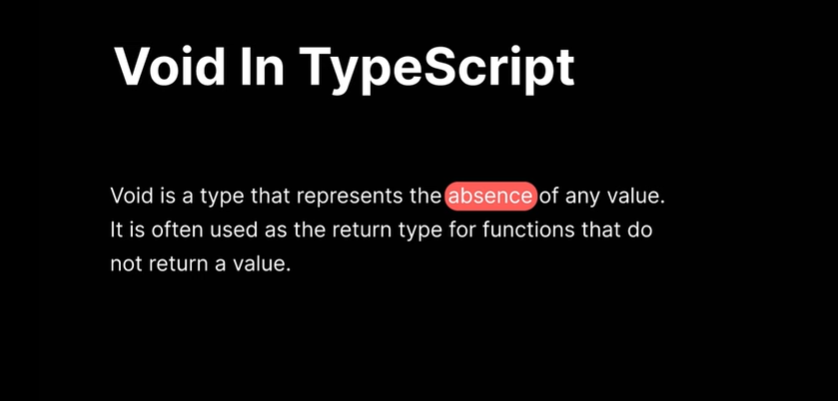 Void In TypeScript
Void is a type that represents the absence of any value.
It is often used as the return type for functions that do
not return a value.